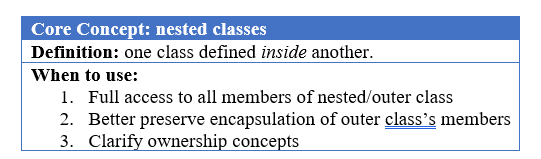 Core Concept: nested classes
Definition: one class defined inside another.
When to use:
1. Full access to all members of nested/outer class
2. Better preserve encapsulation of outer class's members
3. Clarify ownership concepts